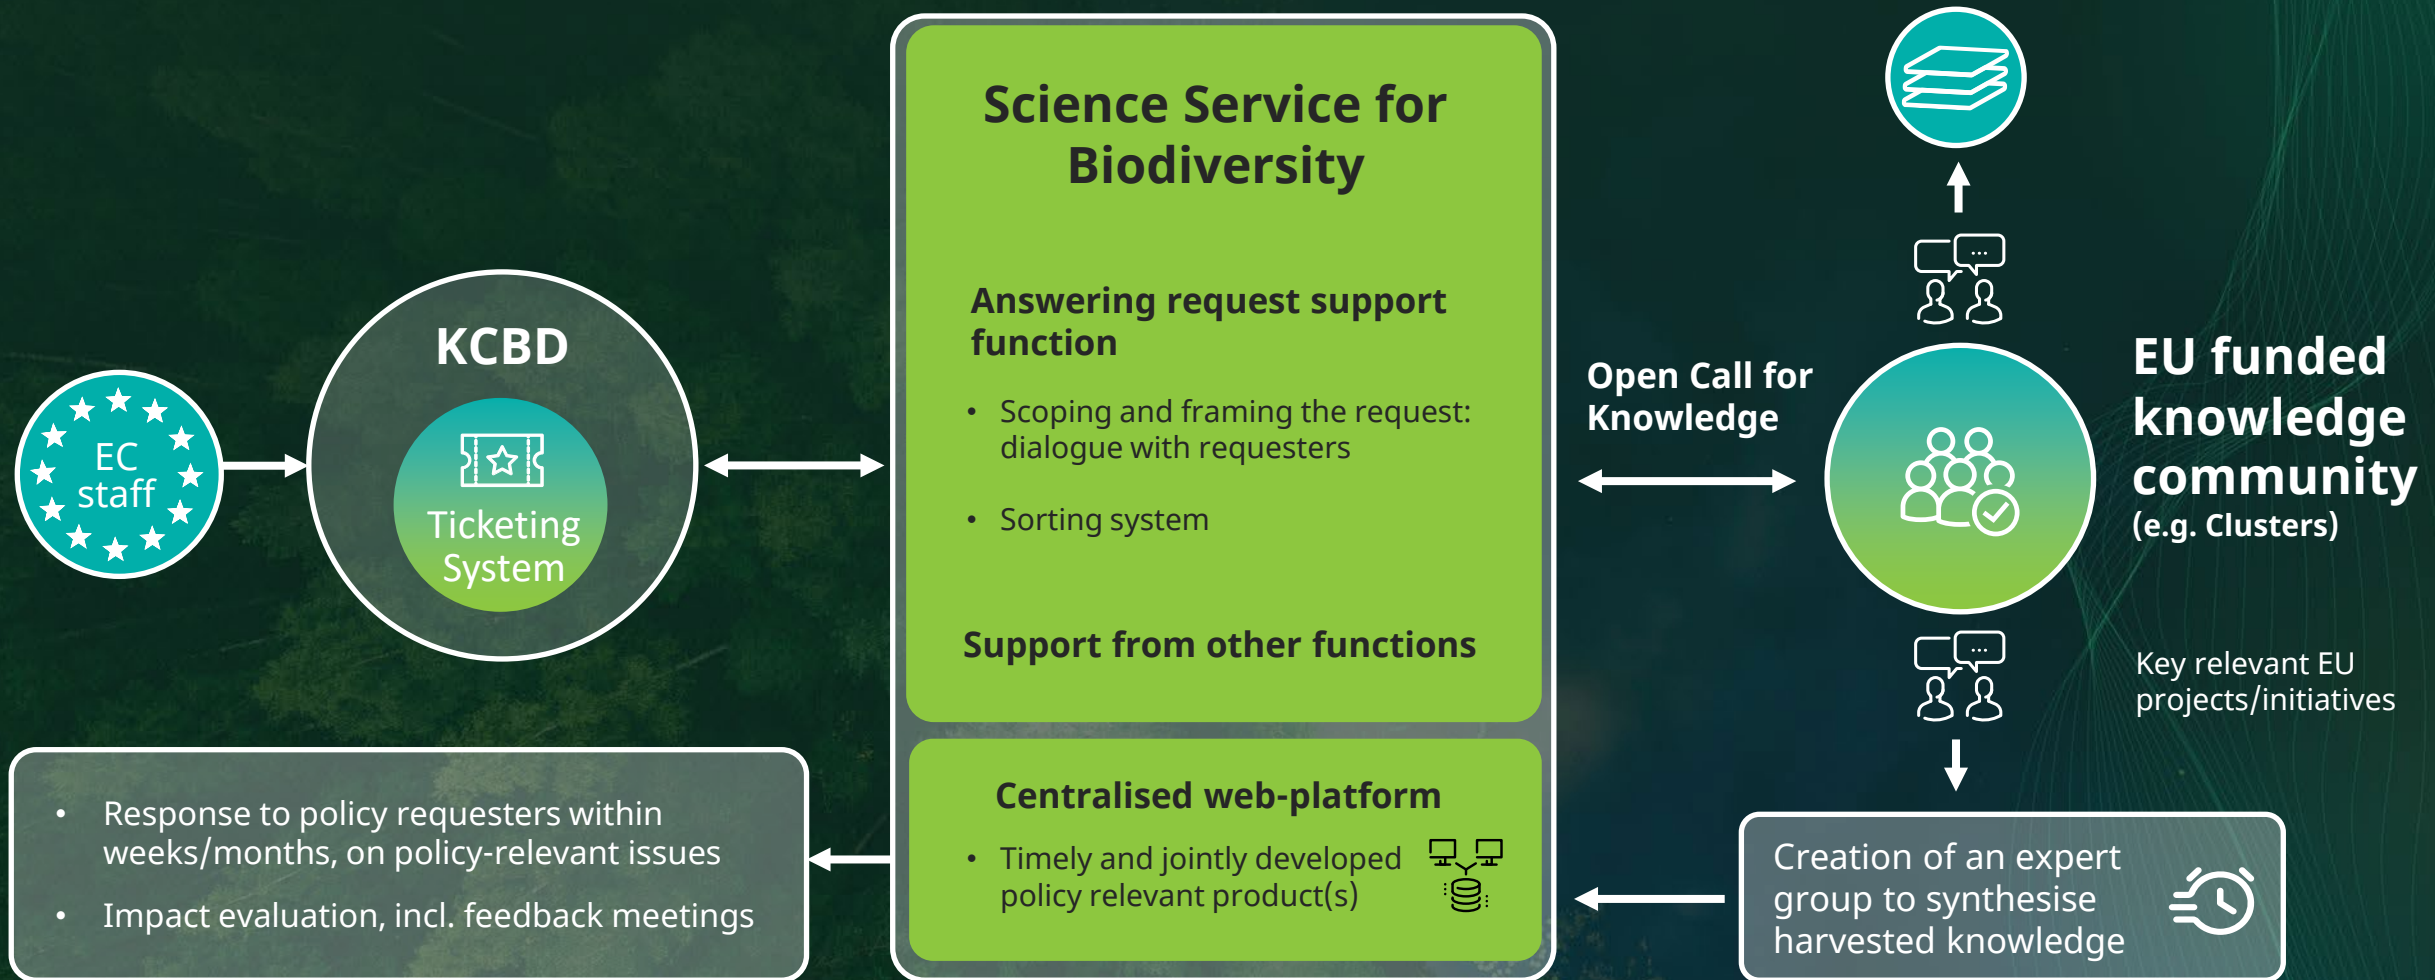 EC
staff
KCBD
Ticketing
System
Science Service for
Biodiversity
Answering request support
function
• Scoping and framing the request:
dialogue with requesters
• Sorting system
Support from other functions
Centralised web-platform
• Timely and jointly developed
policy relevant product(s)
Open Call for
Knowledge
EU funded
knowledge
community
(e.g. Clusters)
Key relevant EU
projects/initiatives
Creation of an expert
group to synthesise
harvested knowledge
• Response to policy requesters within
weeks/months, on policy-relevant issues
• Impact evaluation, incl. feedback meetings